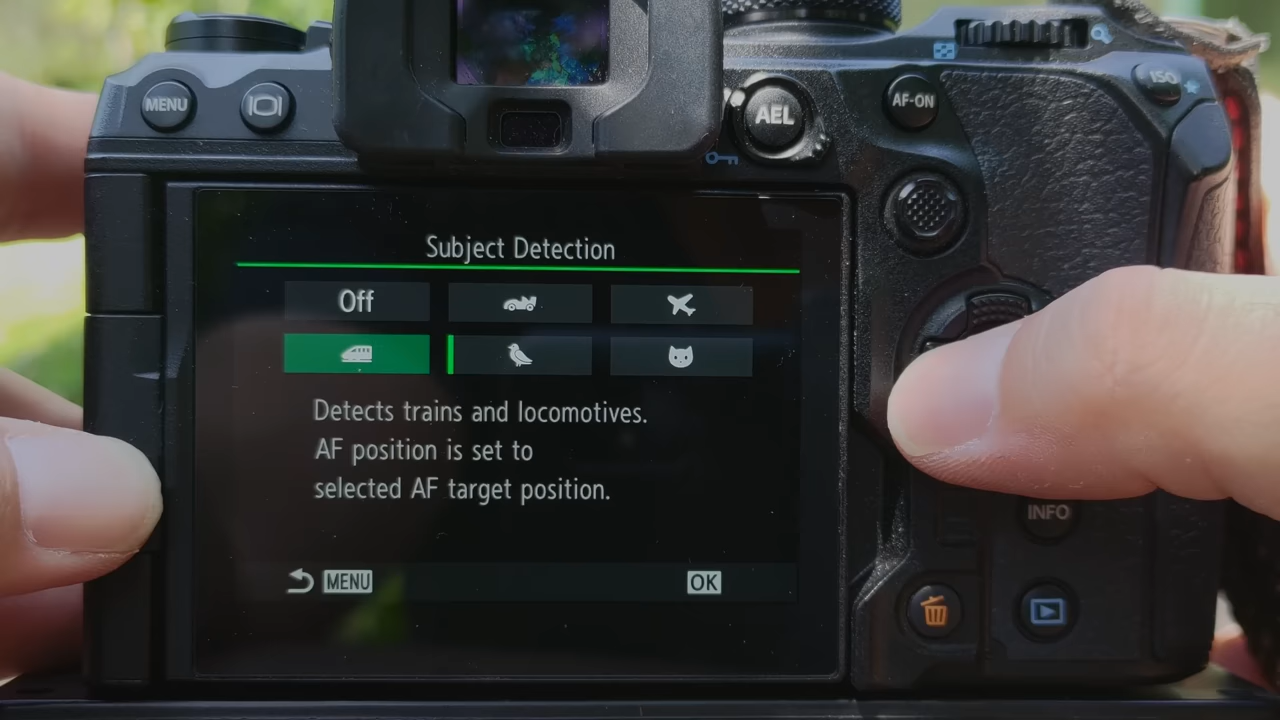 MENU
AEL
AF-ON
ISO
Subject Detection
Off
Detects trains and locomotives.
AF position is set to
selected AF target position.
MENU
OK
INFO